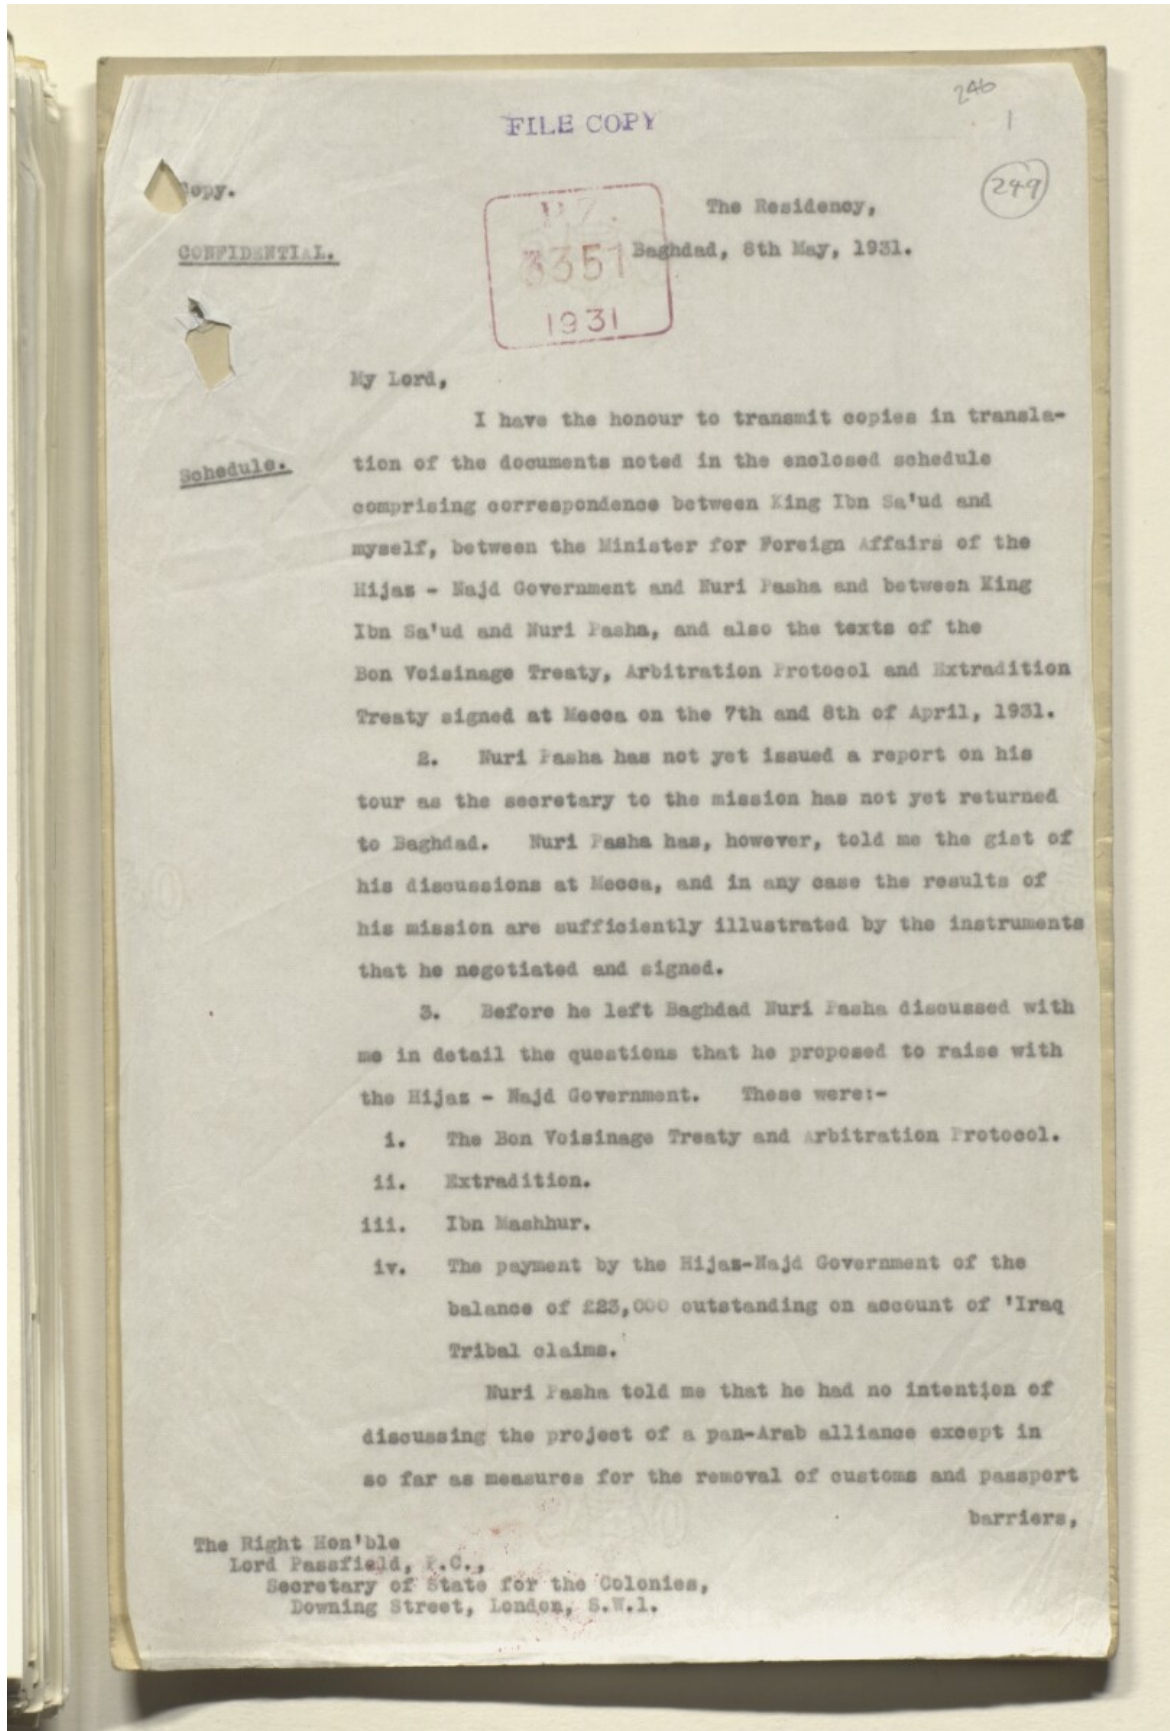 246
1
FILE COPY
249
Copy.
The Residency,
CONFIDENTIAL.
Baghdad, 8th May, 1931.
P.Z.
3351
1931
My Lord,
I have the honour to transmit copies in transla-
Schedule.
tion of the documents noted in the enclosed schedule
comprising correspondence between King Ibn Sa'ud and
myself, between the Minister for Foreign Affairs of the
Hijaz - Najd Government and Nuri Pasha and between King
Ibn Sa'ud and Nuri Pasha, and also the texts of the
Bon Voisinage Treaty, Arbitration Protocol and Extradition
Treaty signed at Mecca on the 7th and 8th of April, 1931.
2. Nuri Pasha has not yet issued a report on his
tour as the secretary to the mission has not yet returned
to Baghdad. Nuri Pasha has, however, told me the gist of
his discussions at Mecca, and in any case the results of
his mission are sufficiently illustrated by the instruments
that he negotiated and signed.
3. Before he left Baghdad Nuri Pasha discussed with
me in detail the questions that he proposed to raise with
the Hijaz - Najd Government. These were:-
i. The Bon Voisinage Treaty and Arbitration Protocol.
ii. Extradition.
iii. Ibn Mashhur.
iv. The payment by the Hijaz-Najd Government of the
balance of £23,000 outstanding on account of 'Iraq
Tribal claims.
Nuri Pasha told me that he had no intention of
discussing the project of a pan-Arab alliance except in
so far as measures for the removal of customs and passport
barriers,
The Right Hon'ble
Lord Passfield, P.C.,
Secretary of State for the Colonies,
Downing Street, London, S.W.1.